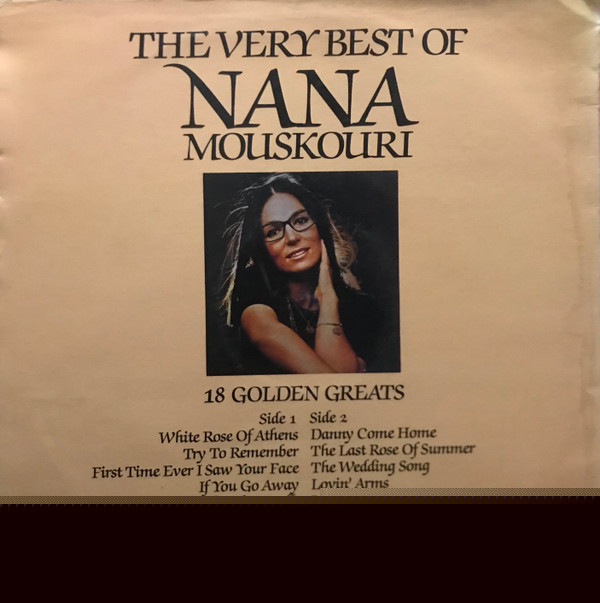 THE VERY BEST OF
NANA
MOUSKOURI
18 GOLDEN GREATS
Side 1 Side 2
White Rose Of Athens Danny Come Home
Try To Remember The Last Rose Of Summer
First Time Ever I Saw Your Face The Wedding Song
If You Go Away Lovin' Arms